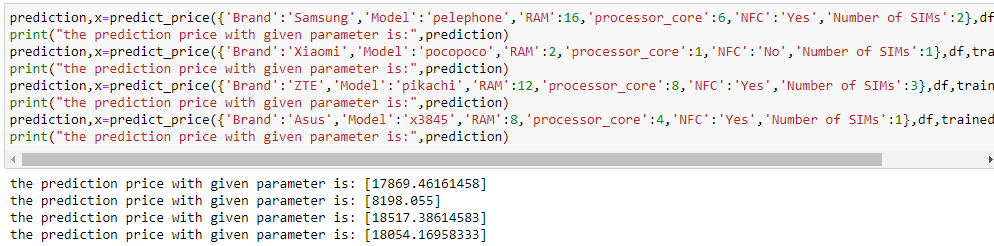 prediction,x=predict_price({'Brand':'Samsung','Model':'pelephone','RAM':16,'processor_core':6,'NFC':'Yes','Number of SIMs':2},df
print("the prediction price with given parameter is:",prediction)
prediction,x=predict_price({'Brand':'Xiaomi','Model':'pocopoco','RAM':2,'processor_core':1,'NFC':'No','Number of SIMs':1},df,tra
print("the prediction price with given parameter is:",prediction)
prediction,x=predict_price({'Brand':'ZTE','Model':'pikachi','RAM':12,'processor_core':8,'NFC':'Yes','Number of SIMs':3},df,train
print("the prediction price with given parameter is:",prediction)
prediction,x=predict_price({'Brand':'Asus','Model':'x3845','RAM':8,'processor_core':4,'NFC':'Yes','Number of SIMs':1},df,trained
print("the prediction price with given parameter is:",prediction)
the prediction price with given parameter is: [17869.46161458]
the prediction price with given parameter is: [8198.055]
the prediction price with given parameter is: [18517.38614583]
the prediction price with given parameter is: [18054.16958333]